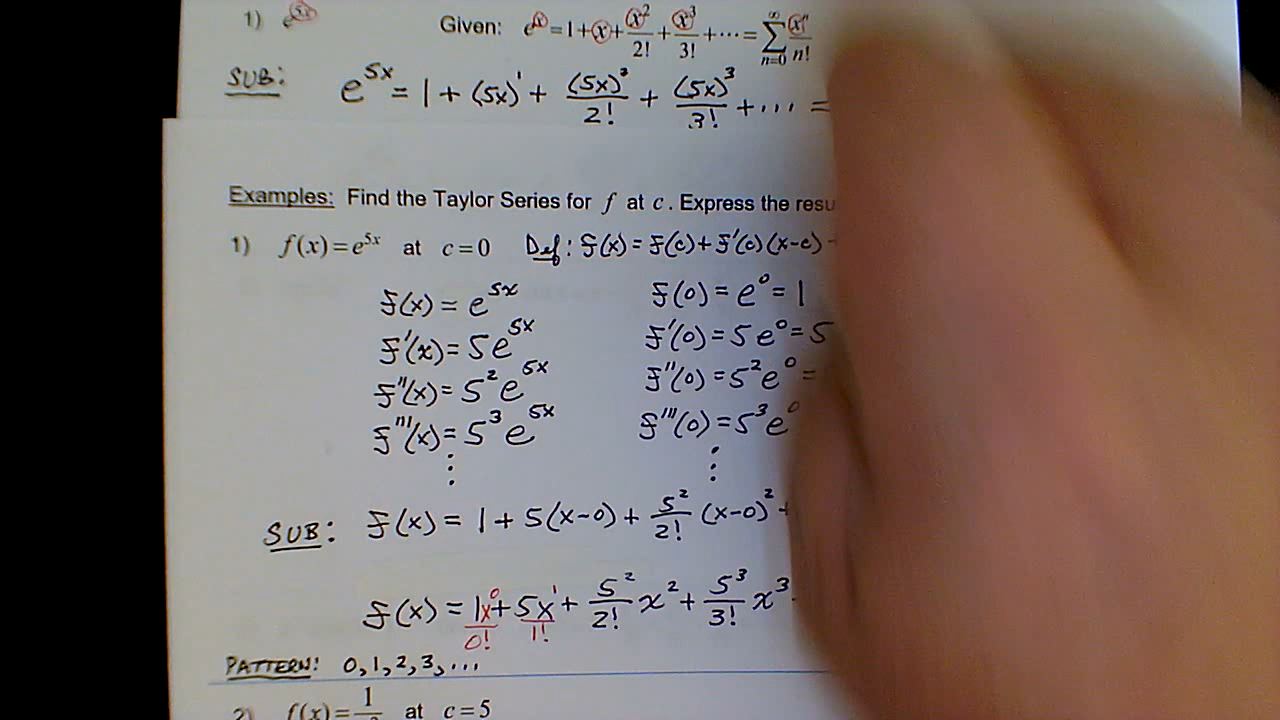 1) e^5x Given: e^x = 1 + x + x^2/2! + x^3/3! + ··· = ∑_{n=0}^{∞} x^n/n!
SUB: e^5x = 1 + (5x)^1 + (5x)^2/2! + (5x)^3/3! + ... =
Examples: Find the Taylor Series for f at c. Express the
1) f(x) = e^5x at c = 0 Def: f(x) = f(c) + f'(c)(x-c)
f(x) = e^5x f(0) = e^0 = 1
f'(x) = 5e^5x f'(0) = 5e^0 = 5
f''(x) = 5^2 e^5x f''(0) = 5^2 e^0 =
f'''(x) = 5^3 e^5x f'''(0) = 5^3 e^0
⋮ ⋮
SUB: f(x) = 1 + 5(x-0) + 5^2/2! (x-0)^2 +
f(x) = 1x^0/0! + 5x^1/1! + 5^2/2! x^2 + 5^3/3! x^3
PATTERN: 0, 1, 2, 3, ...
2) f(x) = 1 at c = 5